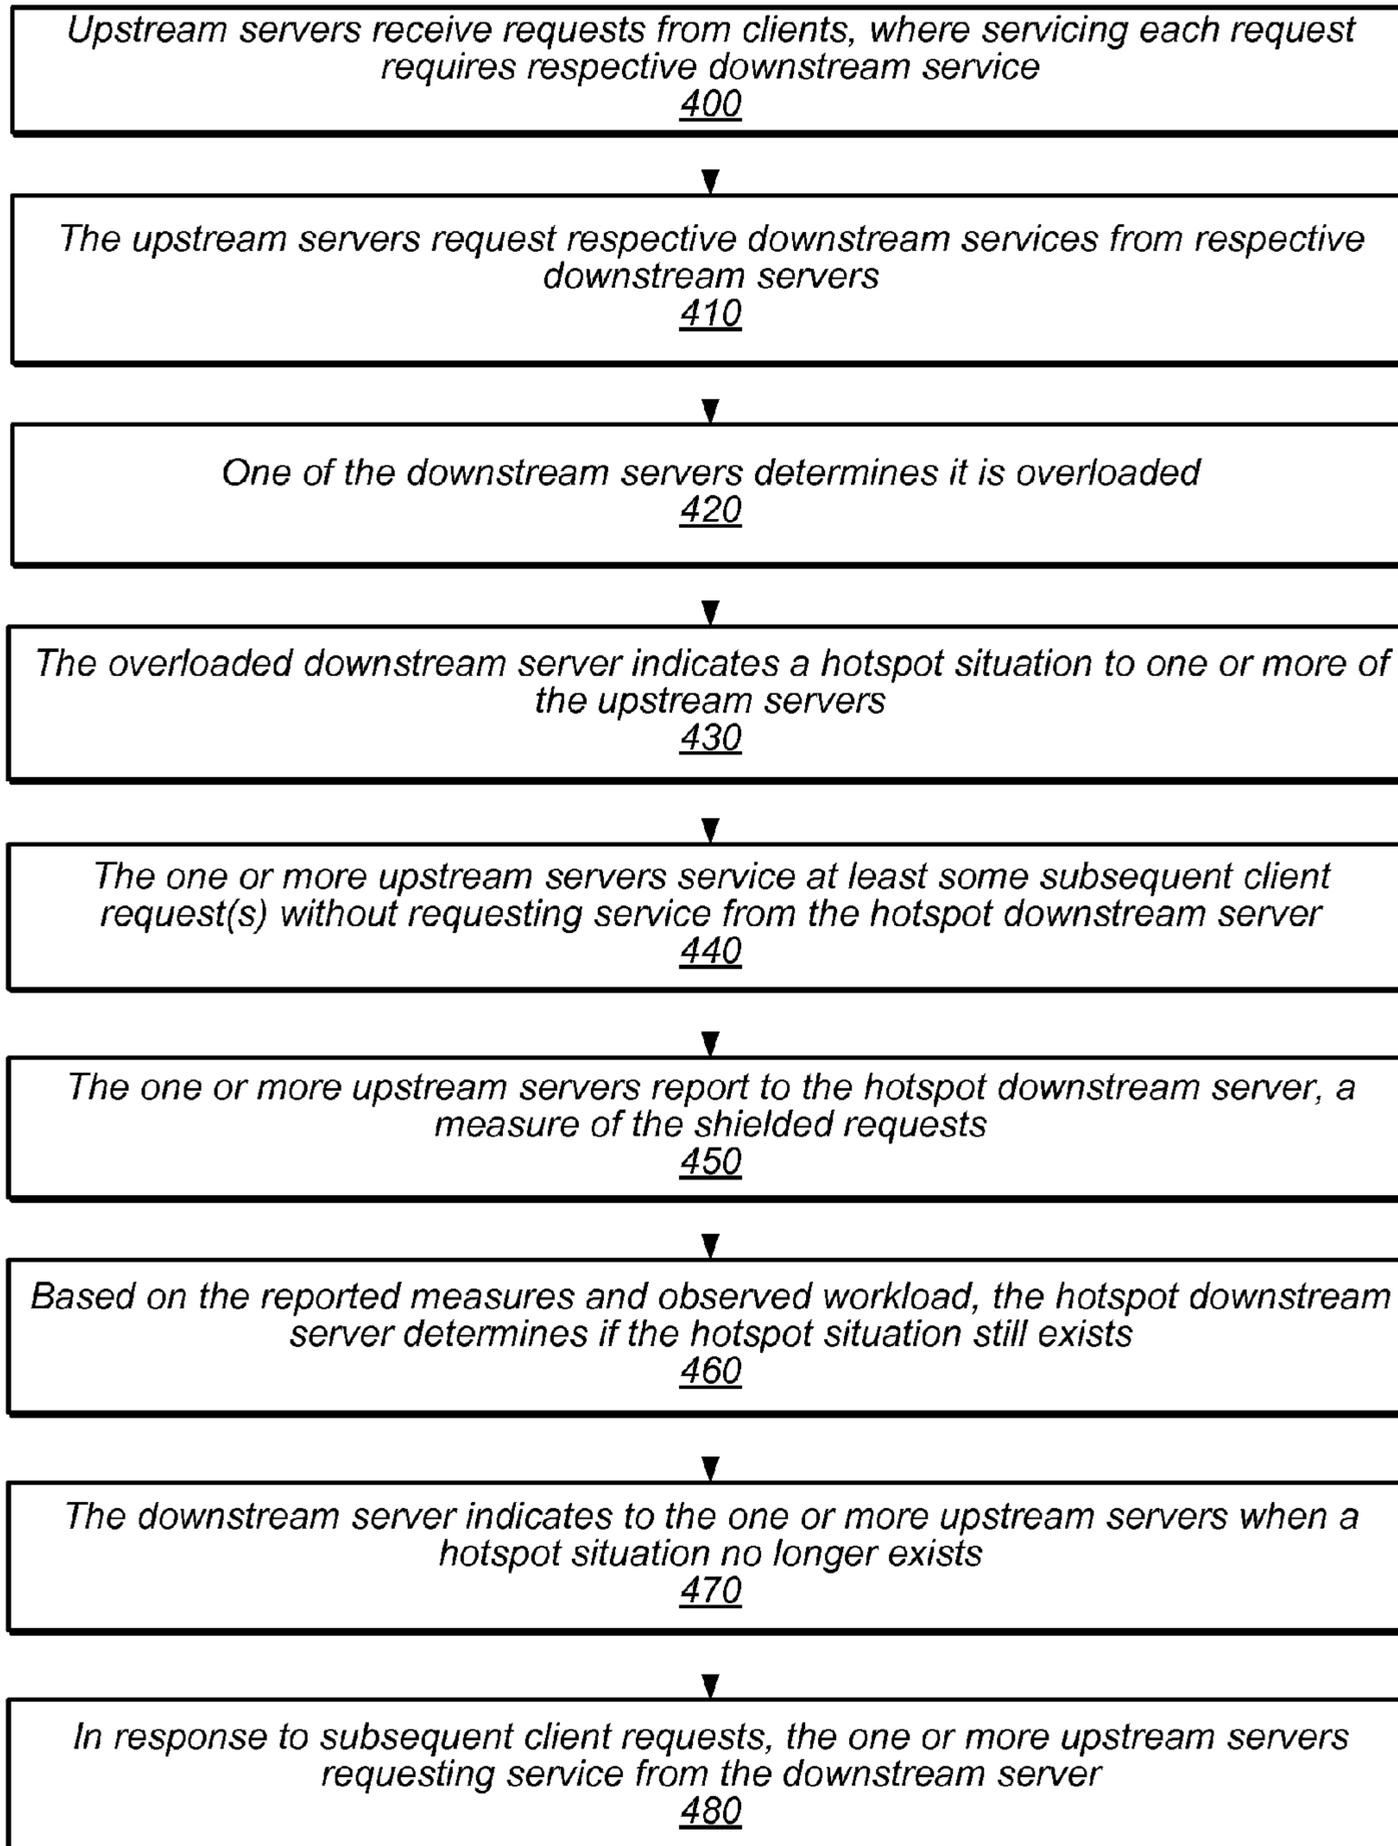 Upstream servers receive requests from clients, where servicing each request
requires respective downstream service
400
The upstream servers request respective downstream services from respective
downstream servers
410
One of the downstream servers determines it is overloaded
420
The overloaded downstream server indicates a hotspot situation to one or more of
the upstream servers
430
The one or more upstream servers service at least some subsequent client
request(s) without requesting service from the hotspot downstream server
440
The one or more upstream servers report to the hotspot downstream server, a
measure of the shielded requests
450
Based on the reported measures and observed workload, the hotspot downstream
server determines if the hotspot situation still exists
460
The downstream server indicates to the one or more upstream servers when a
hotspot situation no longer exists
470
In response to subsequent client requests, the one or more upstream servers
requesting service from the downstream server
480